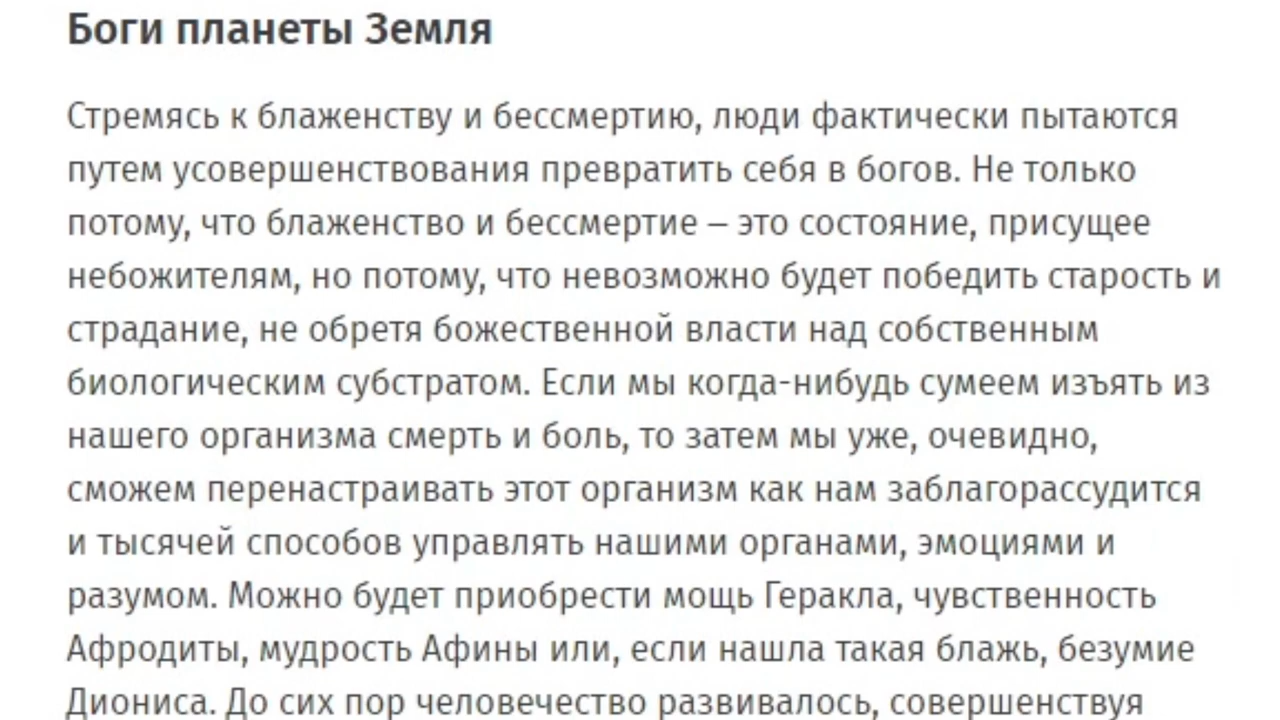 Боги планеты Земля
Стремясь к блаженству и бессмертию, люди фактически пытаются
путем усовершенствования превратить себя в богов. Не только
потому, что блаженство и бессмертие – это состояние, присущее
небожителям, но потому, что невозможно будет победить старость и
страдание, не обретя божественной власти над собственным
биологическим субстратом. Если мы когда-нибудь сумеем изъять из
нашего организма смерть и боль, то затем мы уже, очевидно,
сможем перенастраивать этот организм как нам заблагорассудится
и тысячей способов управлять нашими органами, эмоциями и
разумом. Можно будет приобрести мощь Геракла, чувственность
Афродиты, мудрость Афины или, если нашла такая блажь, безумие
Диониса. До сих пор человечество развивалось, совершенствуя